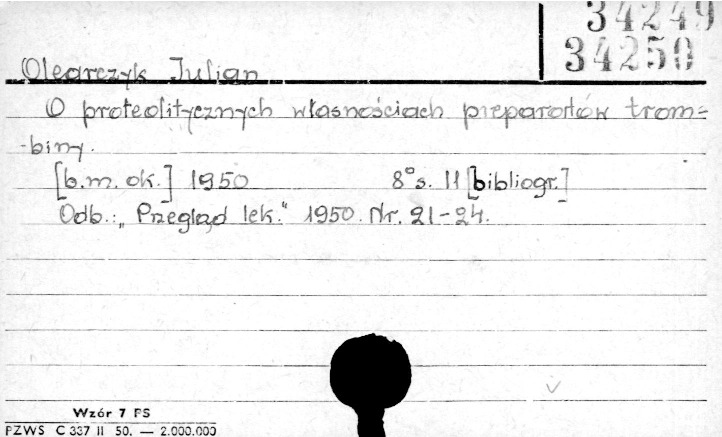 34249
34250
Olearczyk Julian
O proteolitycznych własnościach preparatów trom=
-biny.
[b.m. ok.] 1950 8° s. 11 [bibliogr.]
Odb.: „Przegląd lek." 1950. Nr. 21-24.
Wzór 7 PS
PZWS C 337 II 50. — 2.000.000